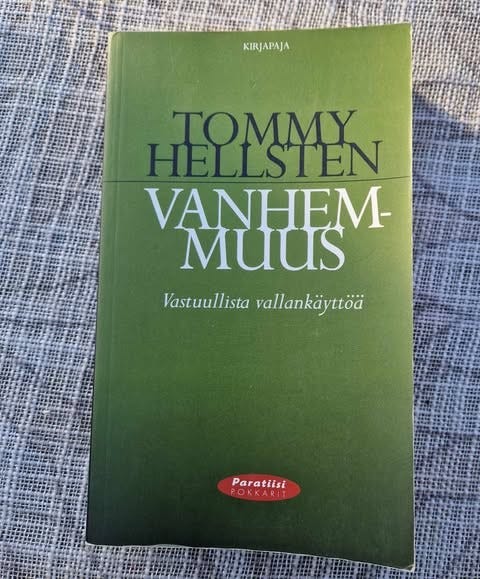 KIRJAPAJA
TOMMY
HELLSTEN
VANHEM-
MUUS
Vastuullista vallankäyttöä
Paratiisi
POKKARIT